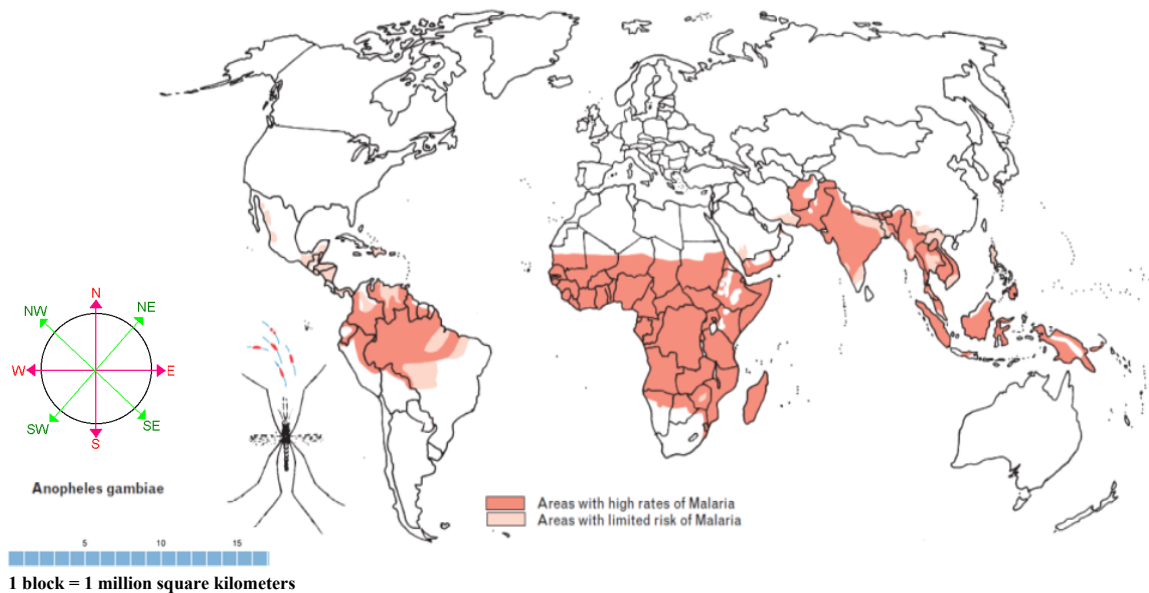 N
NW
NE
W
E
SW
SE
S
Anopheles gambiae
Areas with high rates of Malaria
Areas with limited risk of Malaria
5 10 15
1 block = 1 million square kilometers